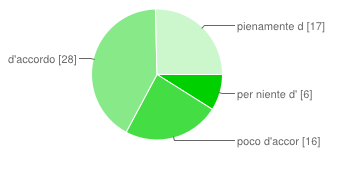 pienamente d [17]
d'accordo [28]
per niente d' [6]
poco d'accor [16]